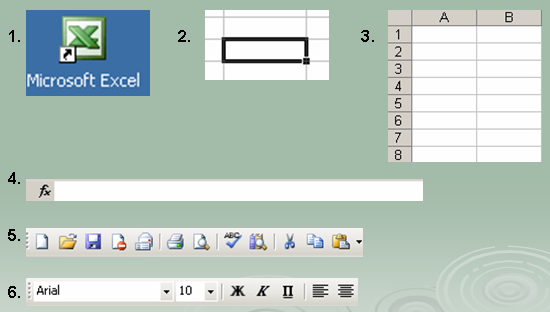 1.
Microsoft Excel
2.
3.
A B
1
2
3
4
5
6
7
8
4.
fx
5.
ABC
6.
Arial 10 Ж К П